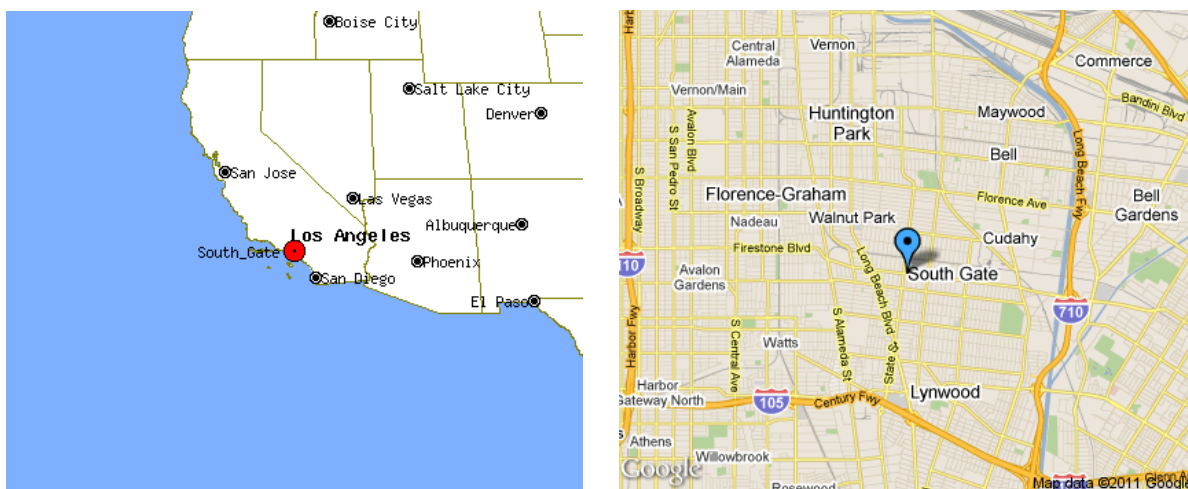 Boise City
Salt Lake City
Denver
San Jose
Las Vegas
Albuquerque
Los Angeles
South_Gate
Phoenix
San Diego
El Paso
Central
Alameda
Vernon
Commerce
Vernon/Main
Bandini Blvd
Huntington
Park
Maywood
Avalon Blvd
S San Pedro St
S Broadway
Long Beach Fwy
Bell
Florence-Graham
Florence Ave
Bell
Gardens
Nadeau
Walnut Park
Cudahy
Firestone Blvd
10
Avalon
Gardens
South Gate
Long Beach Blvd
State St
710
Harbor Fwy
S Central Ave
S Alameda St
Watts
Harbor
Gateway North
105
Century Fwy
Lynwood
Athens
Willowbrook
Google
Rosewood
Map data ©2011 Google